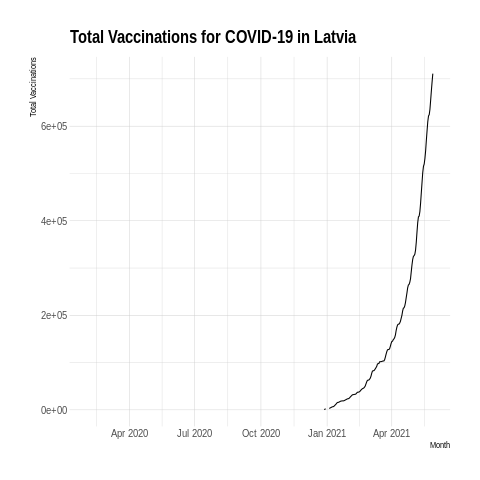 Total Vaccinations for COVID-19 in Latvia
Total Vaccinations
6e+05
4e+05
2e+05
0e+00
Apr 2020 Jul 2020 Oct 2020 Jan 2021 Apr 2021
Month